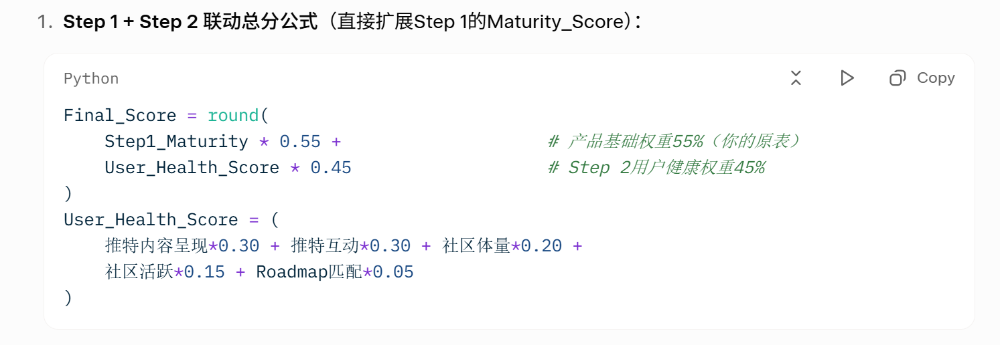 1. Step 1 + Step 2 联动总分公式（直接扩展Step 1的Maturity_Score）：
Python
Copy
Final_Score = round(
    Step1_Maturity * 0.55 +                    # 产品基础权重55%（你的原表）
    User_Health_Score * 0.45                   # Step 2用户健康权重45%
)
User_Health_Score = (
    推特内容呈现*0.30 + 推特互动*0.30 + 社区体量*0.20 +
    社区活跃*0.15 + Roadmap匹配*0.05
)